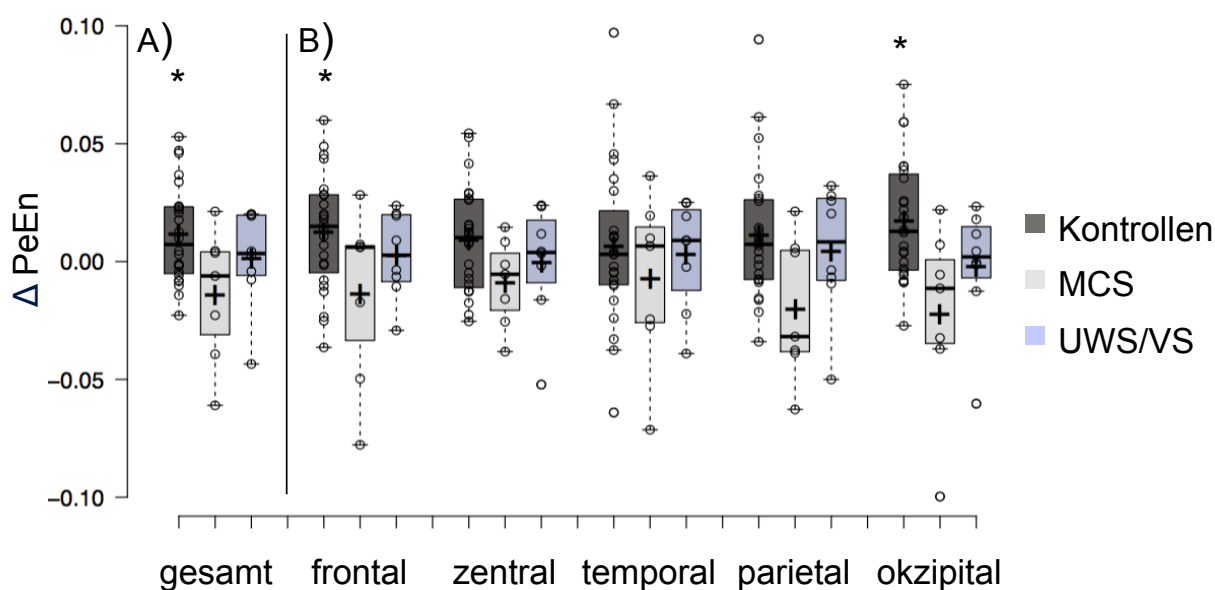 0.10
0.05
0.00
−0.05
−0.10
Δ PeEn
A)
B)
*
*
*
Kontrollen
MCS
UWS/VS
gesamt frontal zentral temporal parietal okzipital